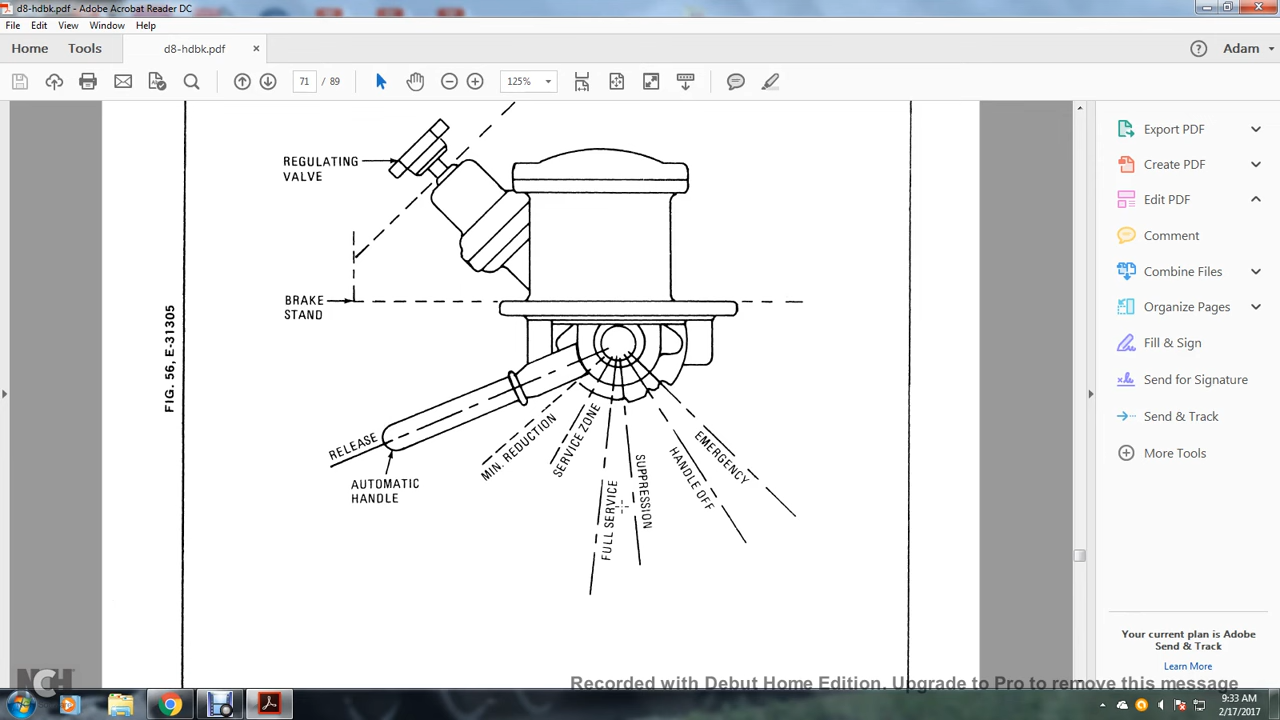 d8-hdbk.pdf - Adobe Acrobat Reader DC
File Edit View Window Help
Home Tools d8-hdbk.pdf × Adam
71 / 89 125%
REGULATING
VALVE
BRAKE
STAND
FIG. 56, E-31305
RELEASE
AUTOMATIC
HANDLE
MIN. REDUCTION
SERVICE ZONE
FULL SERVICE
SUPPRESSION
HANDLE OFF
EMERGENCY
Export PDF
Create PDF
Edit PDF
Comment
Combine Files
Organize Pages
Fill & Sign
Send for Signature
Send & Track
More Tools
Your current plan is Adobe
Send & Track
Learn More
NCH
Recorded with Debut Home Edition. Upgrade to Pro to remove this message
9:33 AM
2/17/2017